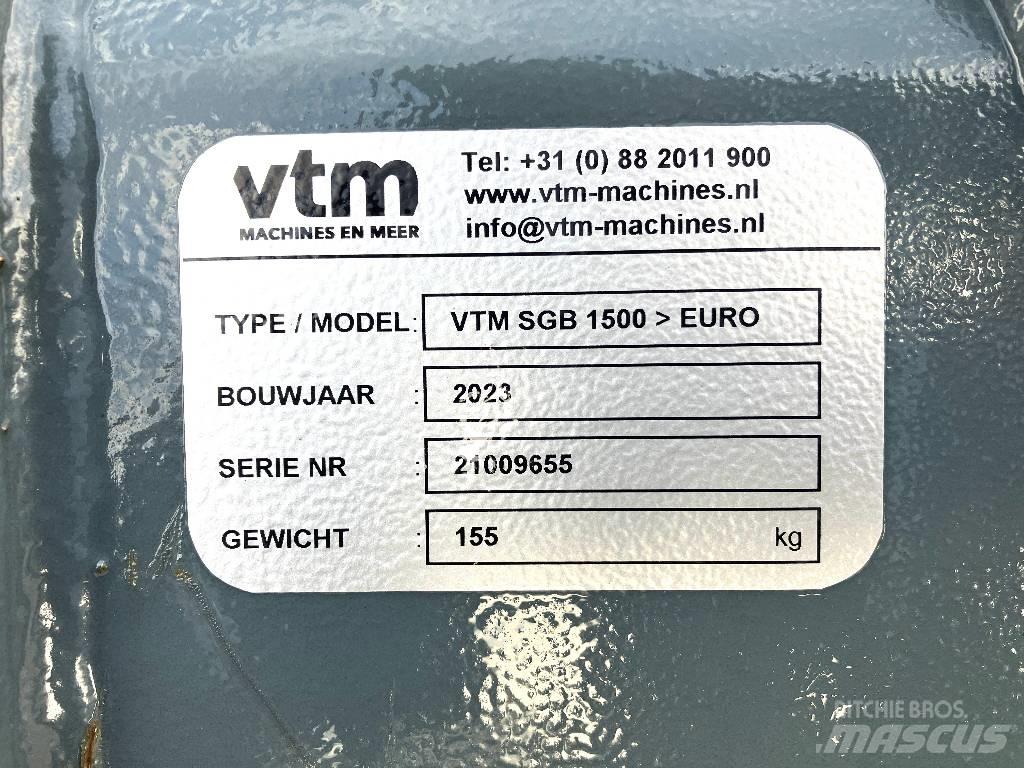 vtm
MACHINES EN MEER
Tel: +31 (0) 88 2011 900
www.vtm-machines.nl
info@vtm-machines.nl
TYPE / MODEL: VTM SGB 1500 > EURO
BOUWJAAR : 2023
SERIE NR : 21009655
GEWICHT : 155 kg
RITCHIE BROS.
MASCUS